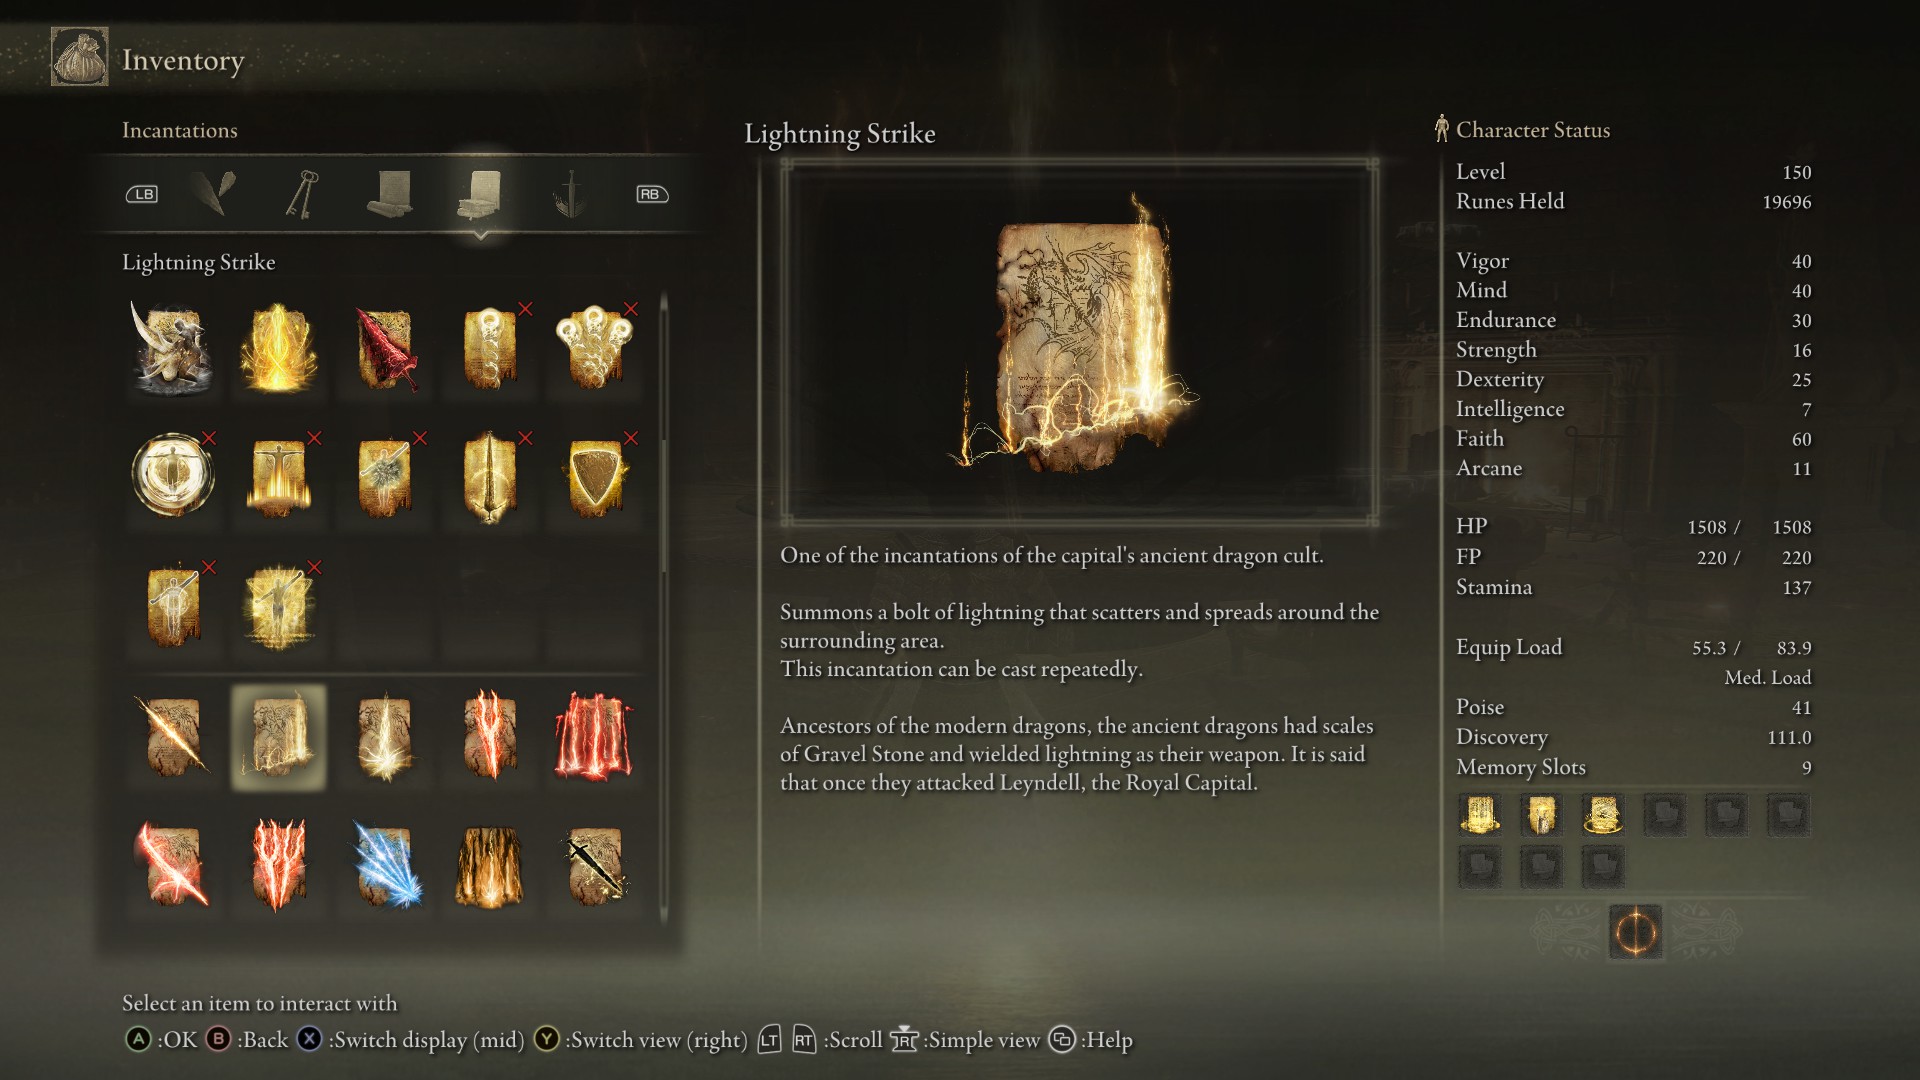 Inventory
Incantations
LB
RB
Lightning Strike
Lightning Strike
One of the incantations of the capital's ancient dragon cult.
Summons a bolt of lightning that scatters and spreads around the
surrounding area.
This incantation can be cast repeatedly.
Ancestors of the modern dragons, the ancient dragons had scales
of Gravel Stone and wielded lightning as their weapon. It is said
that once they attacked Leyndell, the Royal Capital.
Character Status
Level 150
Runes Held 19696
Vigor 40
Mind 40
Endurance 30
Strength 16
Dexterity 25
Intelligence 7
Faith 60
Arcane 11
HP 1508 / 1508
FP 220 / 220
Stamina 137
Equip Load 55.3 / 83.9
Med. Load
Poise 41
Discovery 111.0
Memory Slots 9
Select an item to interact with
A :OK B :Back X :Switch display (mid) Y :Switch view (right) LT RT :Scroll R :Simple view :Help